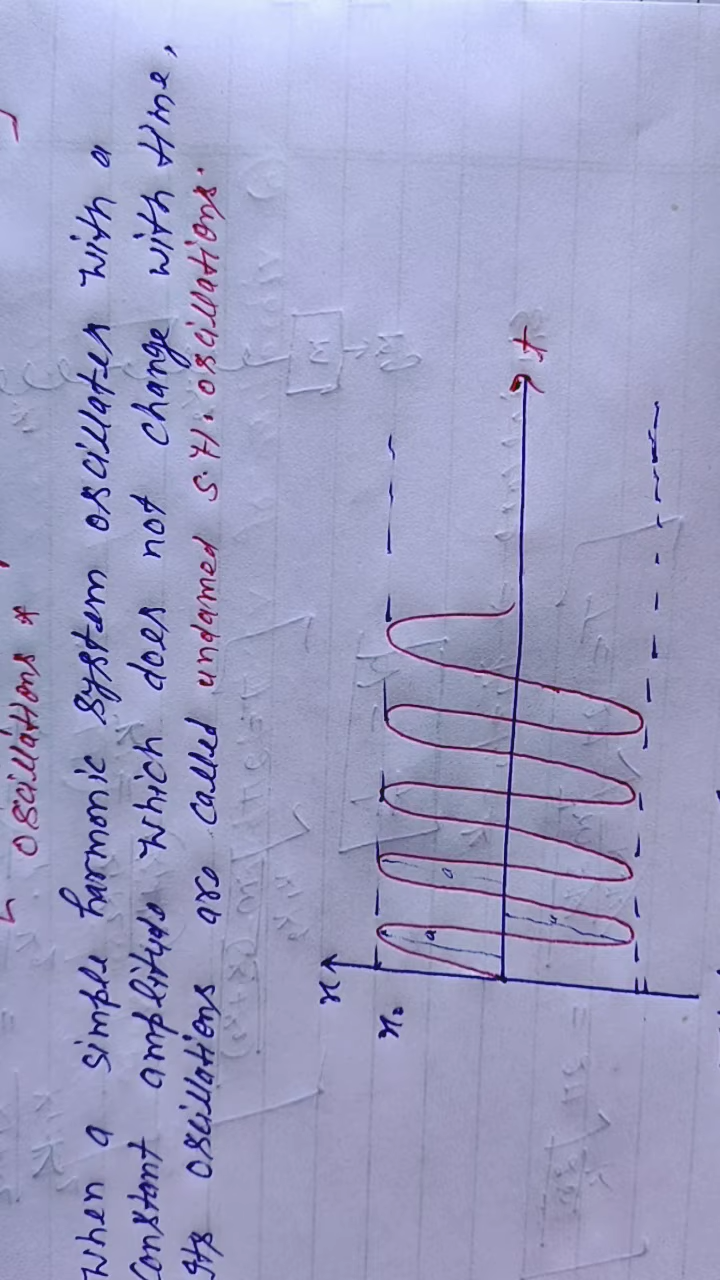 oscillations *
When a simple harmonic system oscillates with a
Constant amplitude which does not change with time,
Its oscillations are called undamed S.H. oscillations.
x
x₀
t
a
a
a